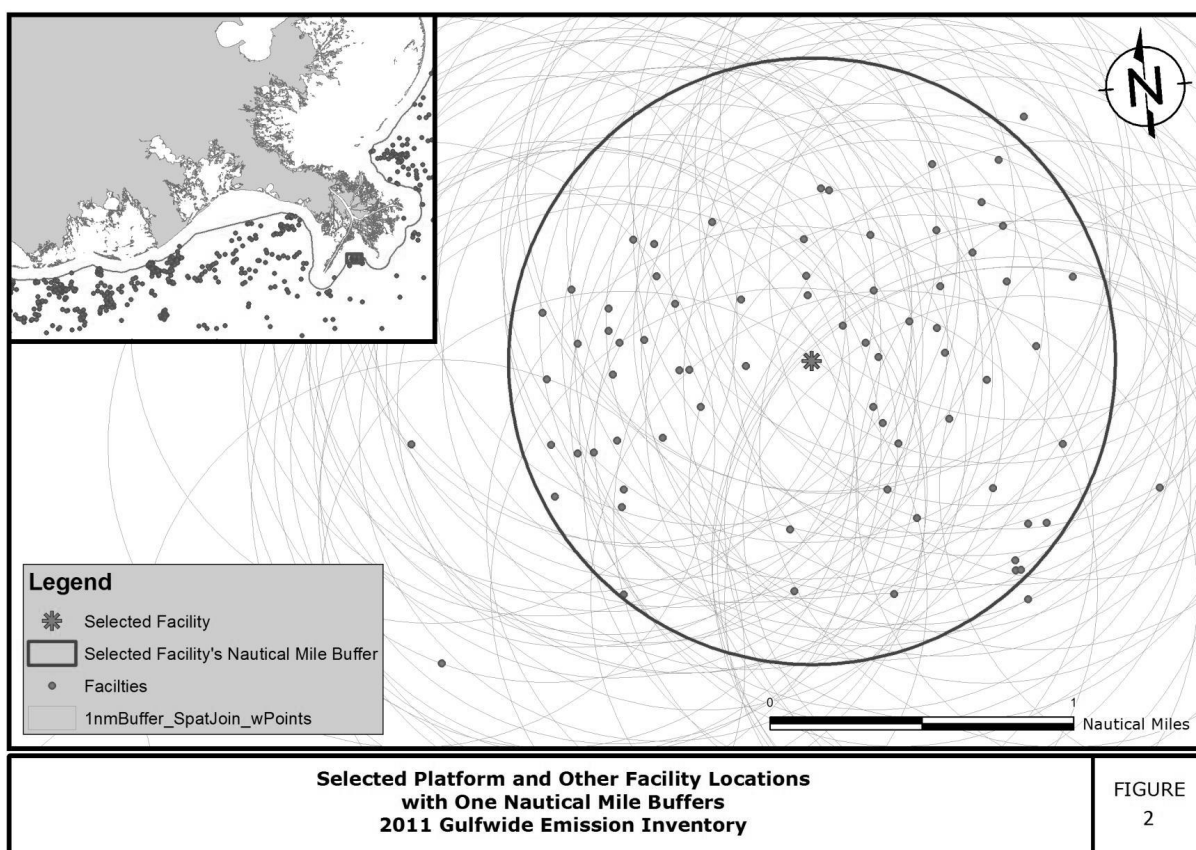 N
Legend
Selected Facility
Selected Facility's Nautical Mile Buffer
Facilties
1nmBuffer_SpatJoin_wPoints
0 1
Nautical Miles
Selected Platform and Other Facility Locations
with One Nautical Mile Buffers
2011 Gulfwide Emission Inventory
FIGURE
2